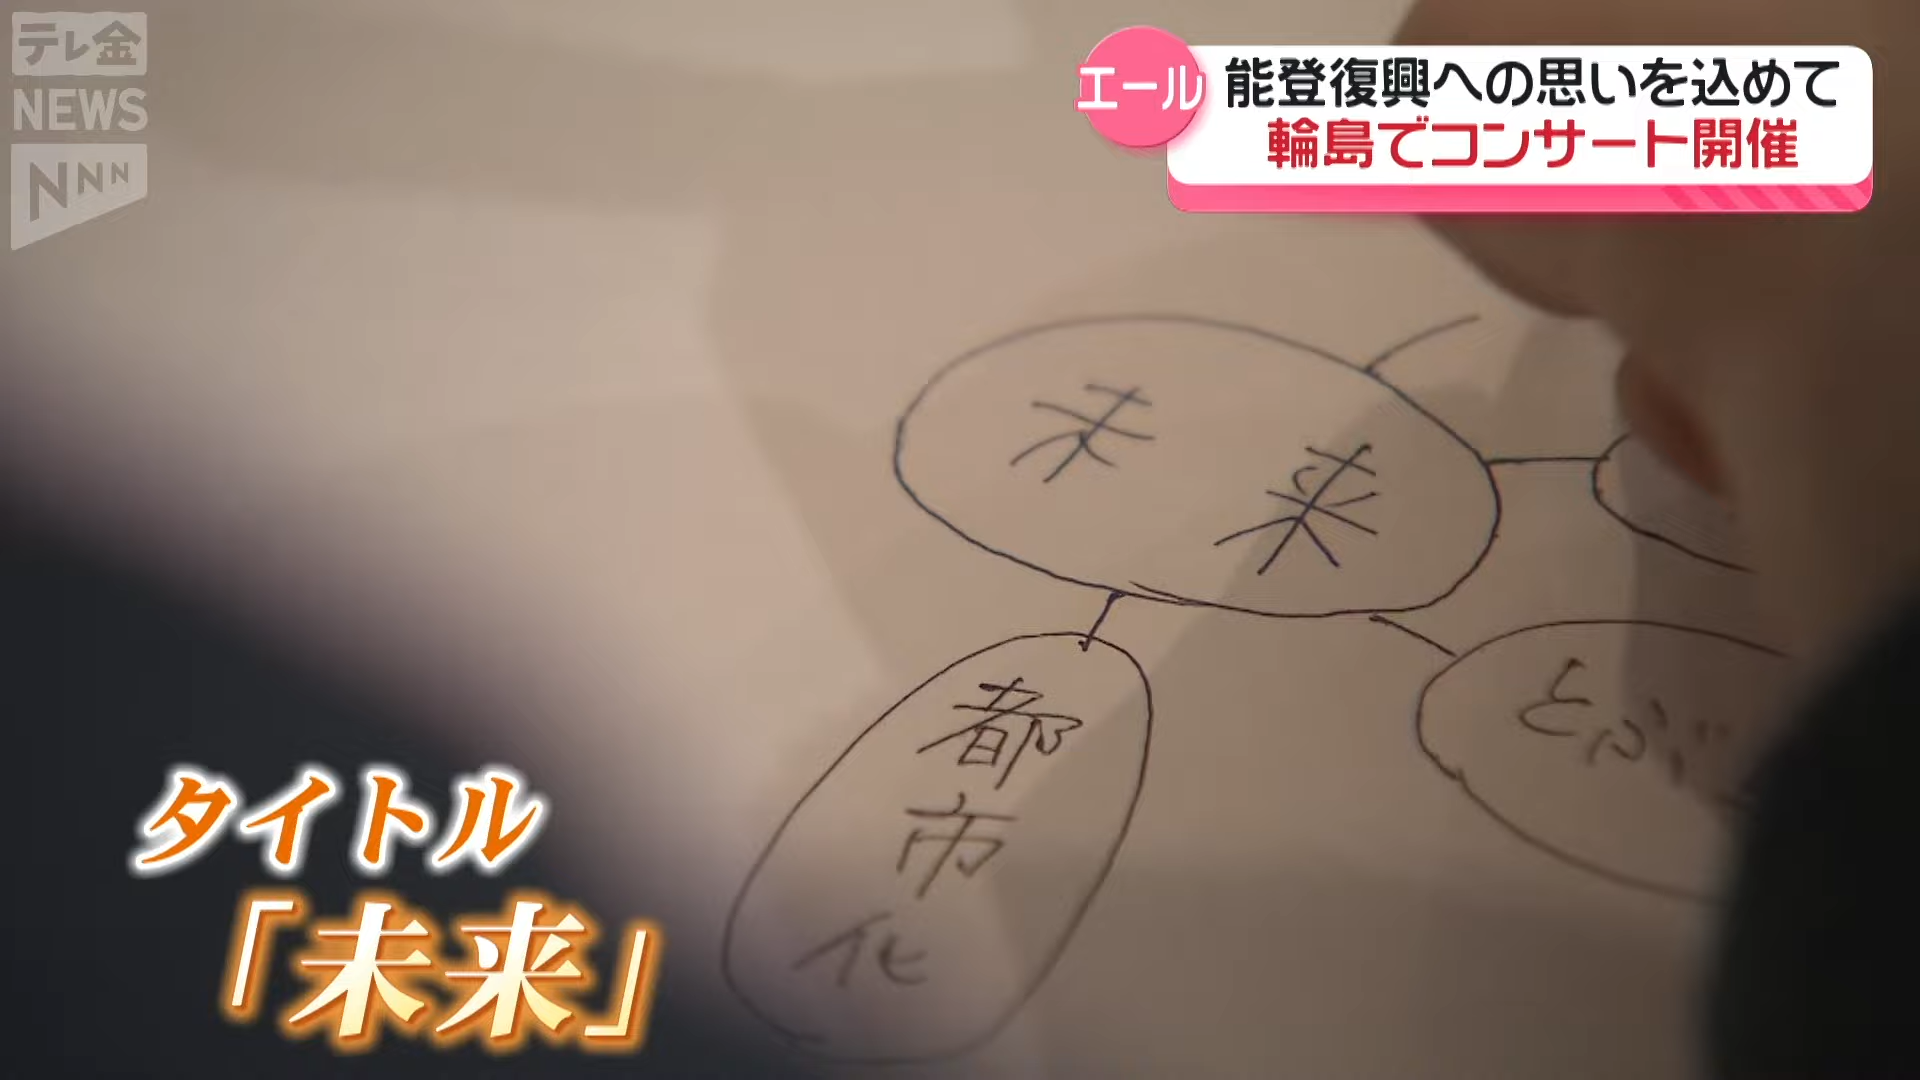 テレ金
NEWS
NNN
エール
能登復興への思いを込めて
輪島でコンサート開催
未来
都市化
タイトル
「未来」